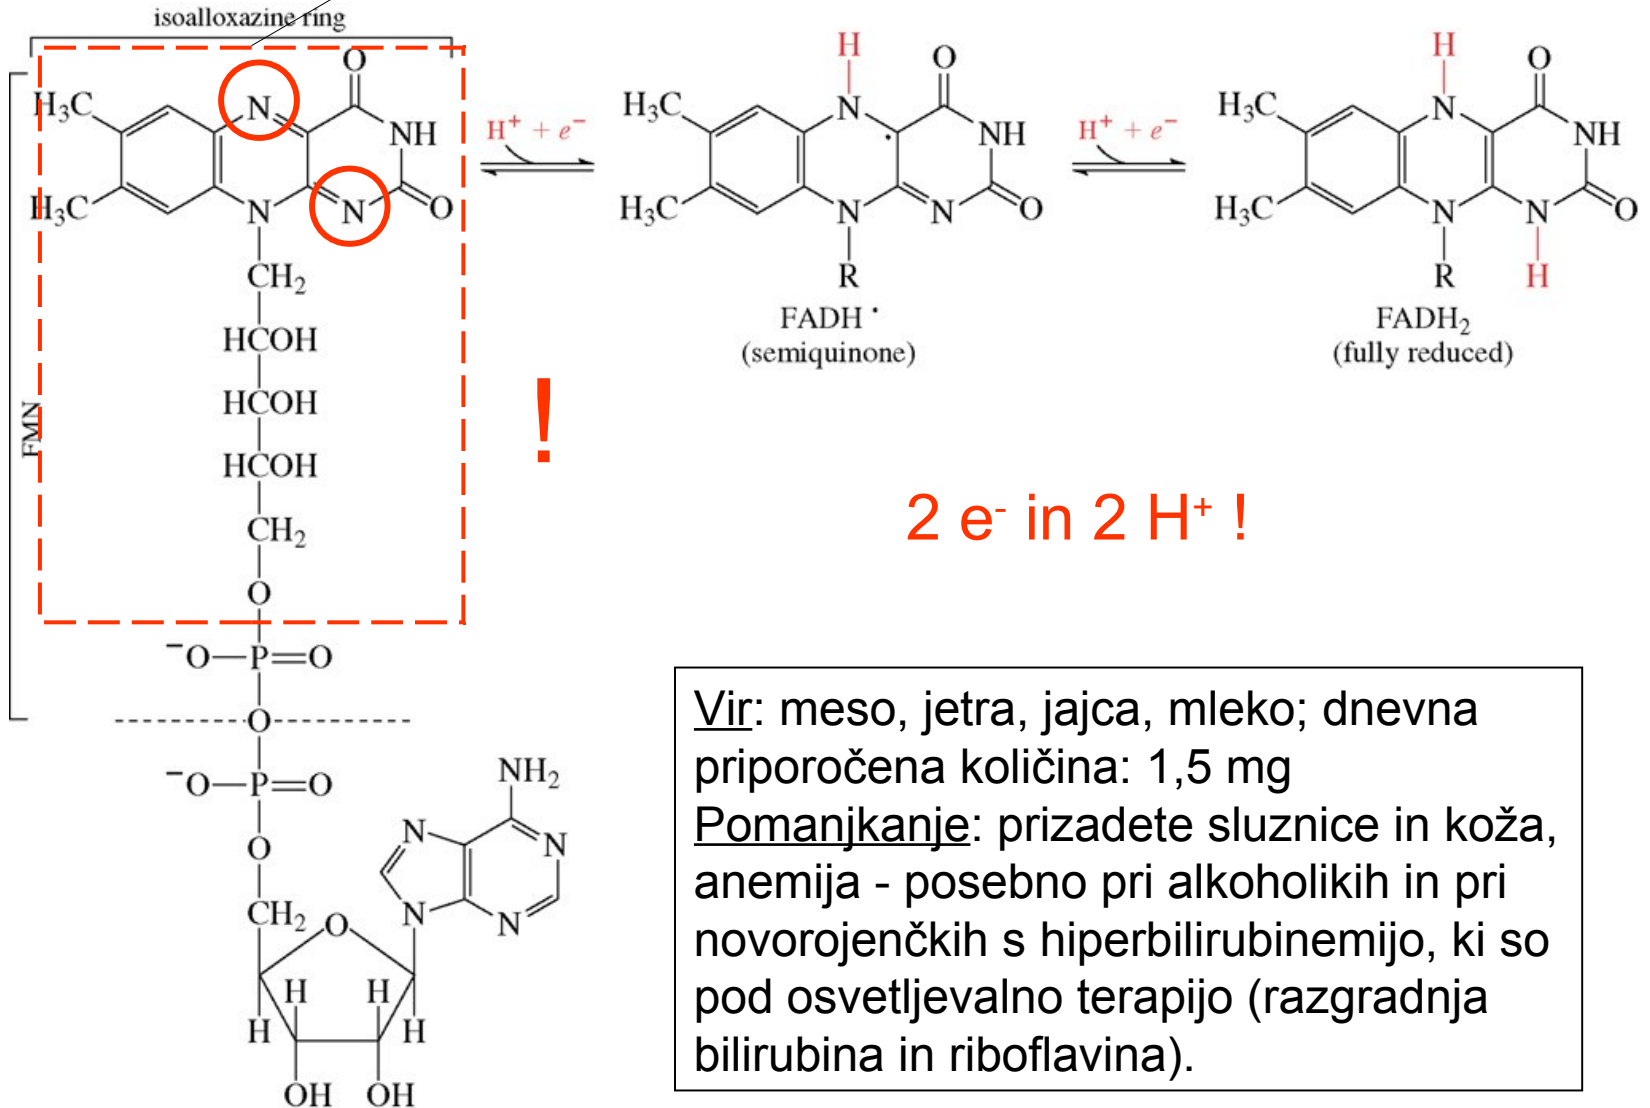 isoalloxazine ring
O
H₃C
N
NH
H₃C
N
N
O
CH₂
HCOH
HCOH
HCOH
CH₂
O
⁻O—P=O
O
⁻O—P=O
O
CH₂
O
H
H
H
H
OH
OH
NH₂
N
N
N
N
FMN
H⁺ + e⁻
H
O
H₃C
N
NH
H₃C
N
N
O
R
FADH·
(semiquinone)
H⁺ + e⁻
H
O
H₃C
N
NH
H₃C
N
N
O
R
H
FADH₂
(fully reduced)
!
2 e⁻ in 2 H⁺ !
Vir: meso, jetra, jajca, mleko; dnevna
priporočena količina: 1,5 mg
Pomanjkanje: prizadete sluznice in koža,
anemija - posebno pri alkoholikih in pri
novorojenčkih s hiperbilirubinemijo, ki so
pod osvetljevalno terapijo (razgradnja
bilirubina in riboflavina).